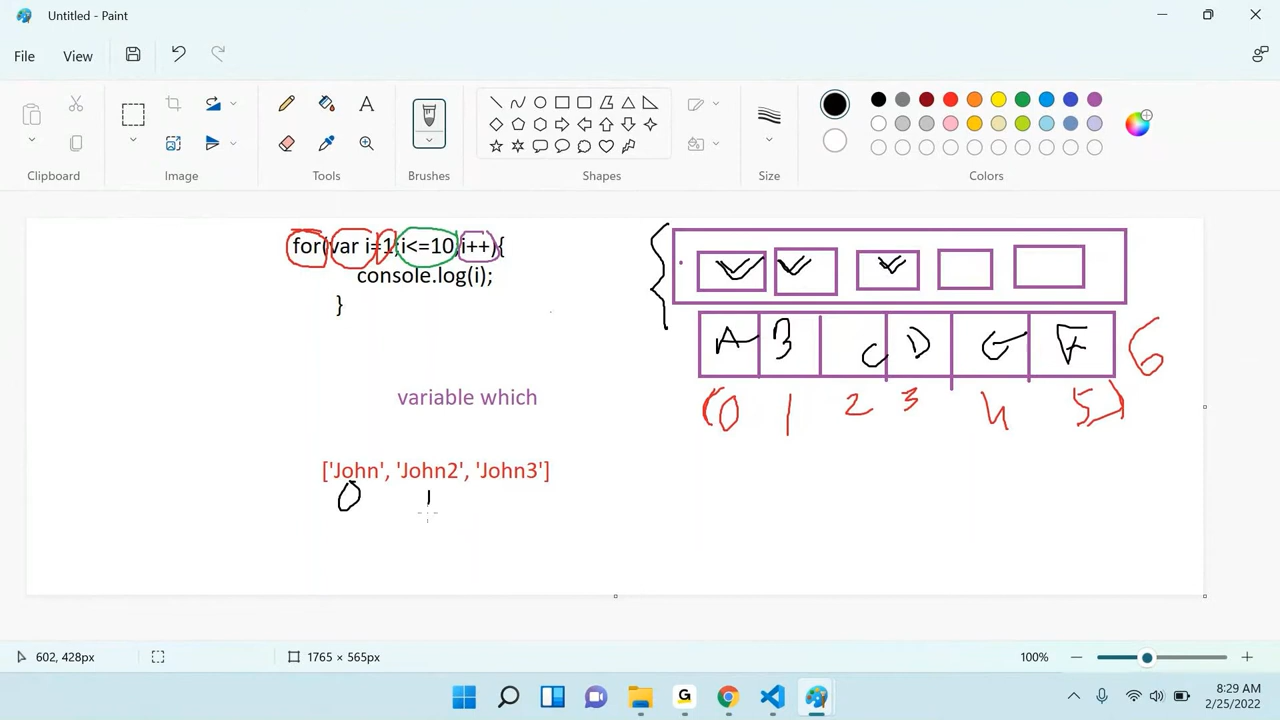 Untitled - Paint
File View
Clipboard
Image
Tools
Brushes
Shapes
Size
Colors
for(var i=1;i<=10;i++){
console.log(i);
}
A B C D E F 6
0 1 2 3 4 5
variable which
['John', 'John2', 'John3']
0 1
602, 428px
1765 × 565px
100%
G
8:29 AM
2/25/2022